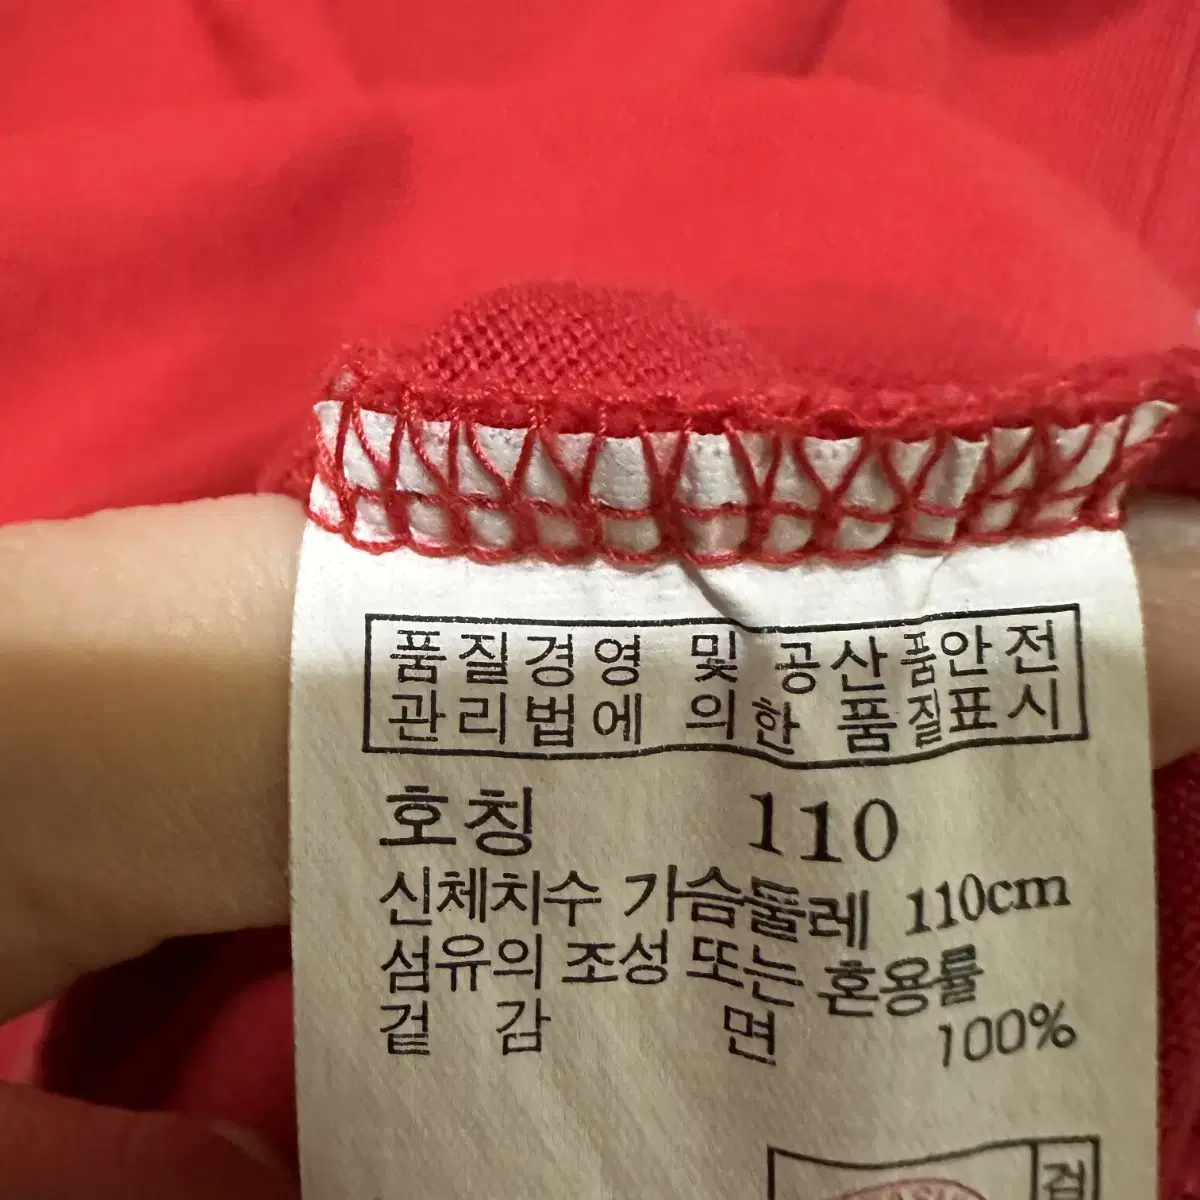 품질경영 및 공산품안전
관리법에 의한 품질표시
호칭 110
신체치수 가슴둘레 110cm
섬유의 조성 또는 혼용률
겉감 면 100%
검